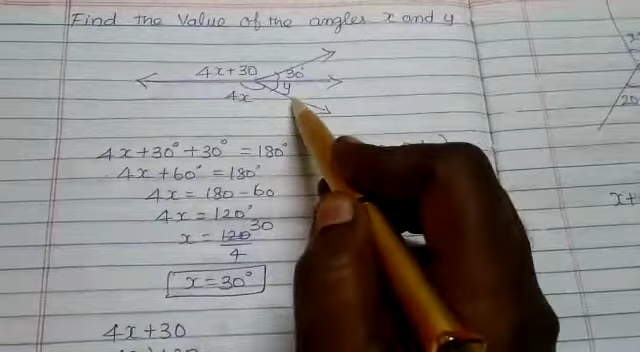 Find the Value of the angles x and y
4x+30 30°
y
4x
4x+30°+30° = 180°
4x+60° = 180°
4x = 180-60
4x = 120°
x = 120 30
4
x = 30°
4x+30
20
x+